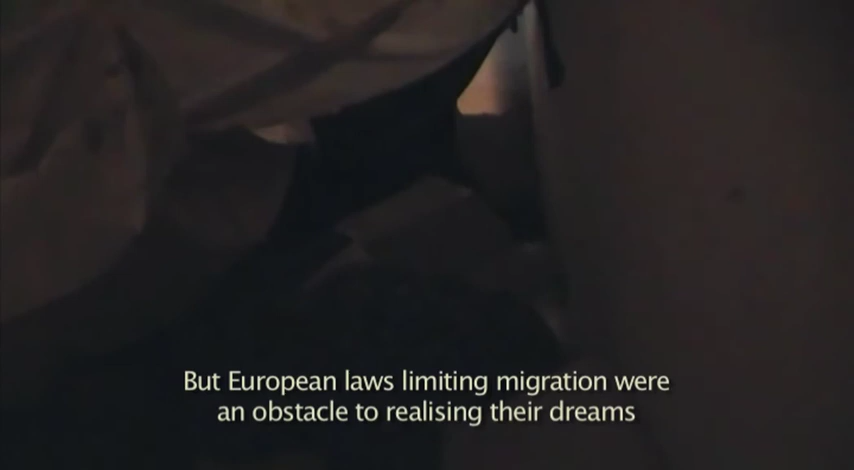 But European laws limiting migration were
an obstacle to realising their dreams